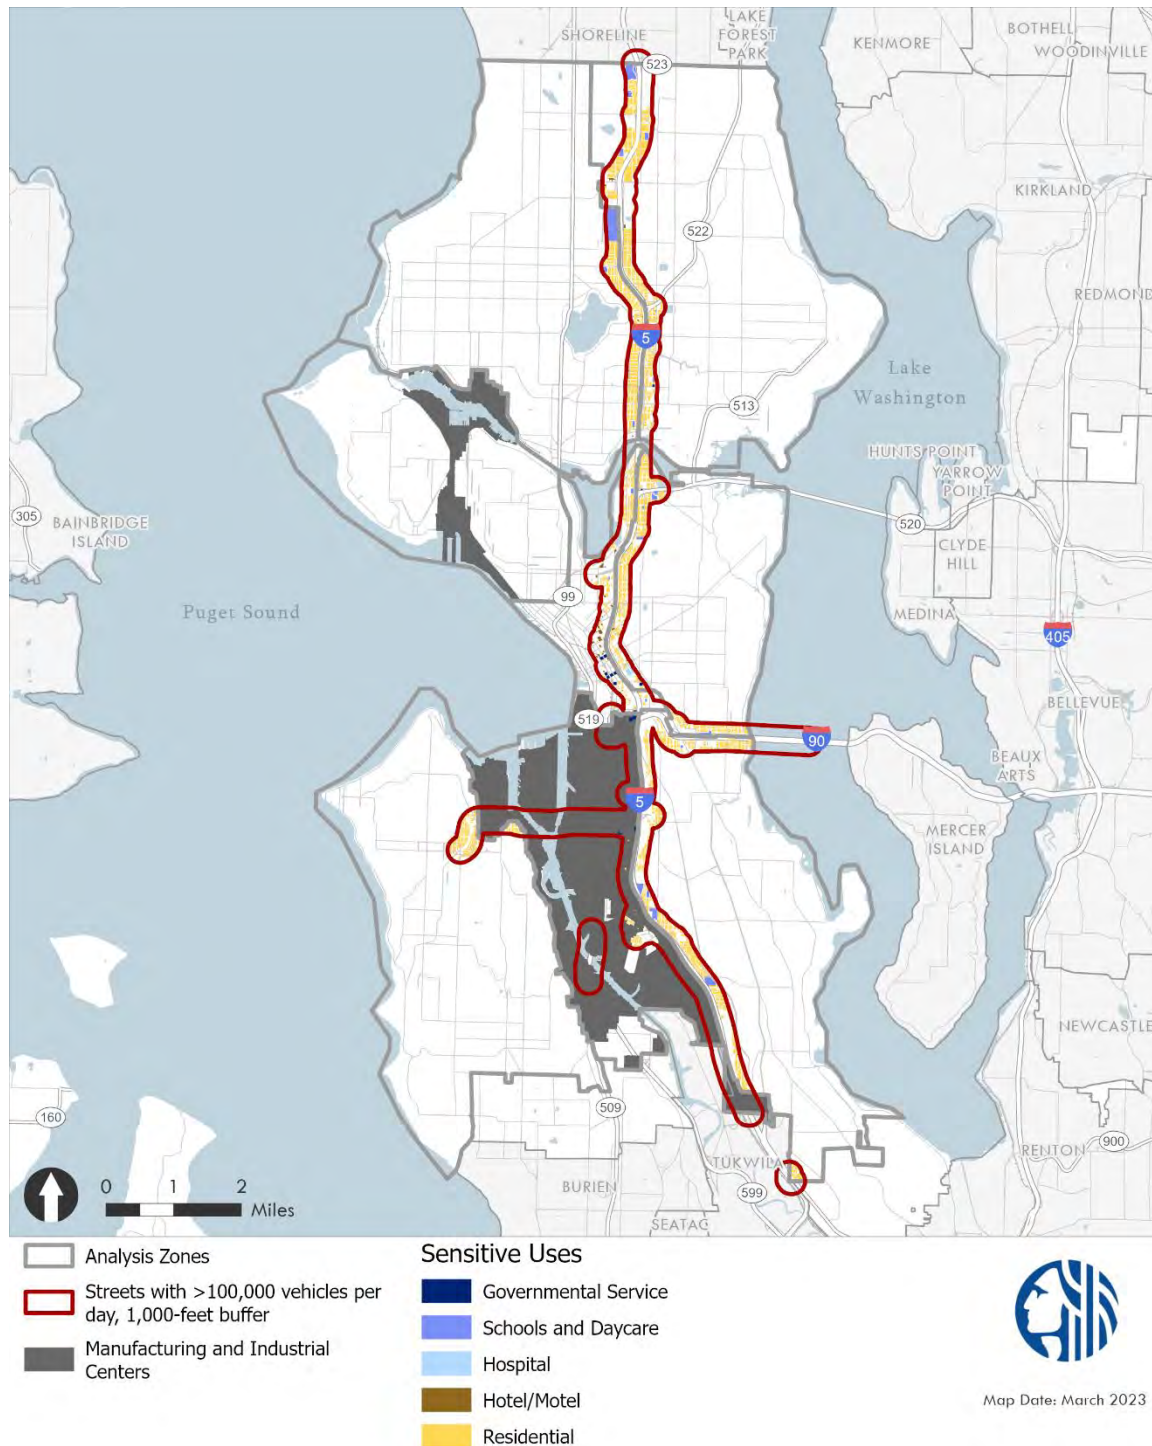 SHORELINE
LAKE
FOREST
PARK
BOTHELL
KENMORE
WOODINVILLE
523
KIRKLAND
522
REDMOND
5
Lake
Washington
513
HUNTS POINT
YARROW
POINT
305
BAINBRIDGE
ISLAND
520
CLYDE
HILL
99
Puget Sound
MEDINA
405
BELLEVUE
519
90
BEAUX
ARTS
5
MERCER
ISLAND
NEWCASTLE
160
509
RENTON
900
TUKWILA
599
BURIEN
SEATAC
0 1 2
Miles
Analysis Zones
Streets with >100,000 vehicles per
day, 1,000-feet buffer
Manufacturing and Industrial
Centers
Sensitive Uses
Governmental Service
Schools and Daycare
Hospital
Hotel/Motel
Residential
Map Date: March 2023